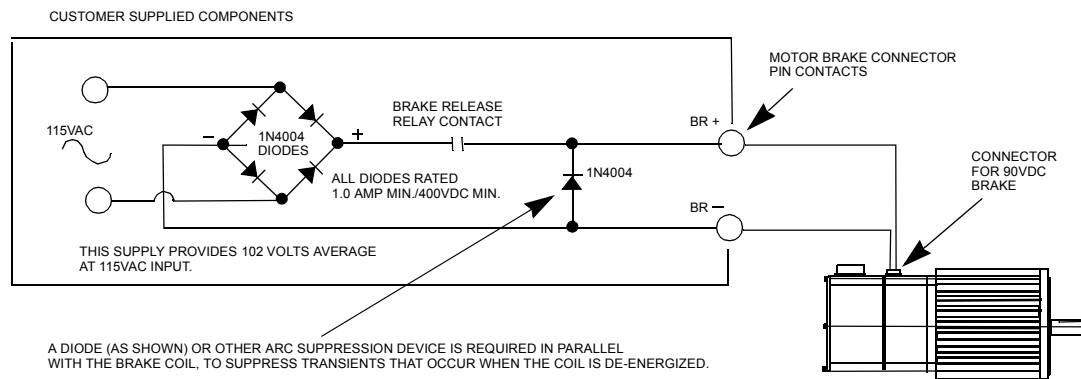 CUSTOMER SUPPLIED COMPONENTS
MOTOR BRAKE CONNECTOR
PIN CONTACTS
BRAKE RELEASE
RELAY CONTACT
BR +
115VAC
–
1N4004
DIODES
+
1N4004
CONNECTOR
FOR 90VDC
BRAKE
ALL DIODES RATED
1.0 AMP MIN./400VDC MIN.
BR –
THIS SUPPLY PROVIDES 102 VOLTS AVERAGE
AT 115VAC INPUT.
A DIODE (AS SHOWN) OR OTHER ARC SUPPRESSION DEVICE IS REQUIRED IN PARALLEL
WITH THE BRAKE COIL, TO SUPPRESS TRANSIENTS THAT OCCUR WHEN THE COIL IS DE-ENERGIZED.